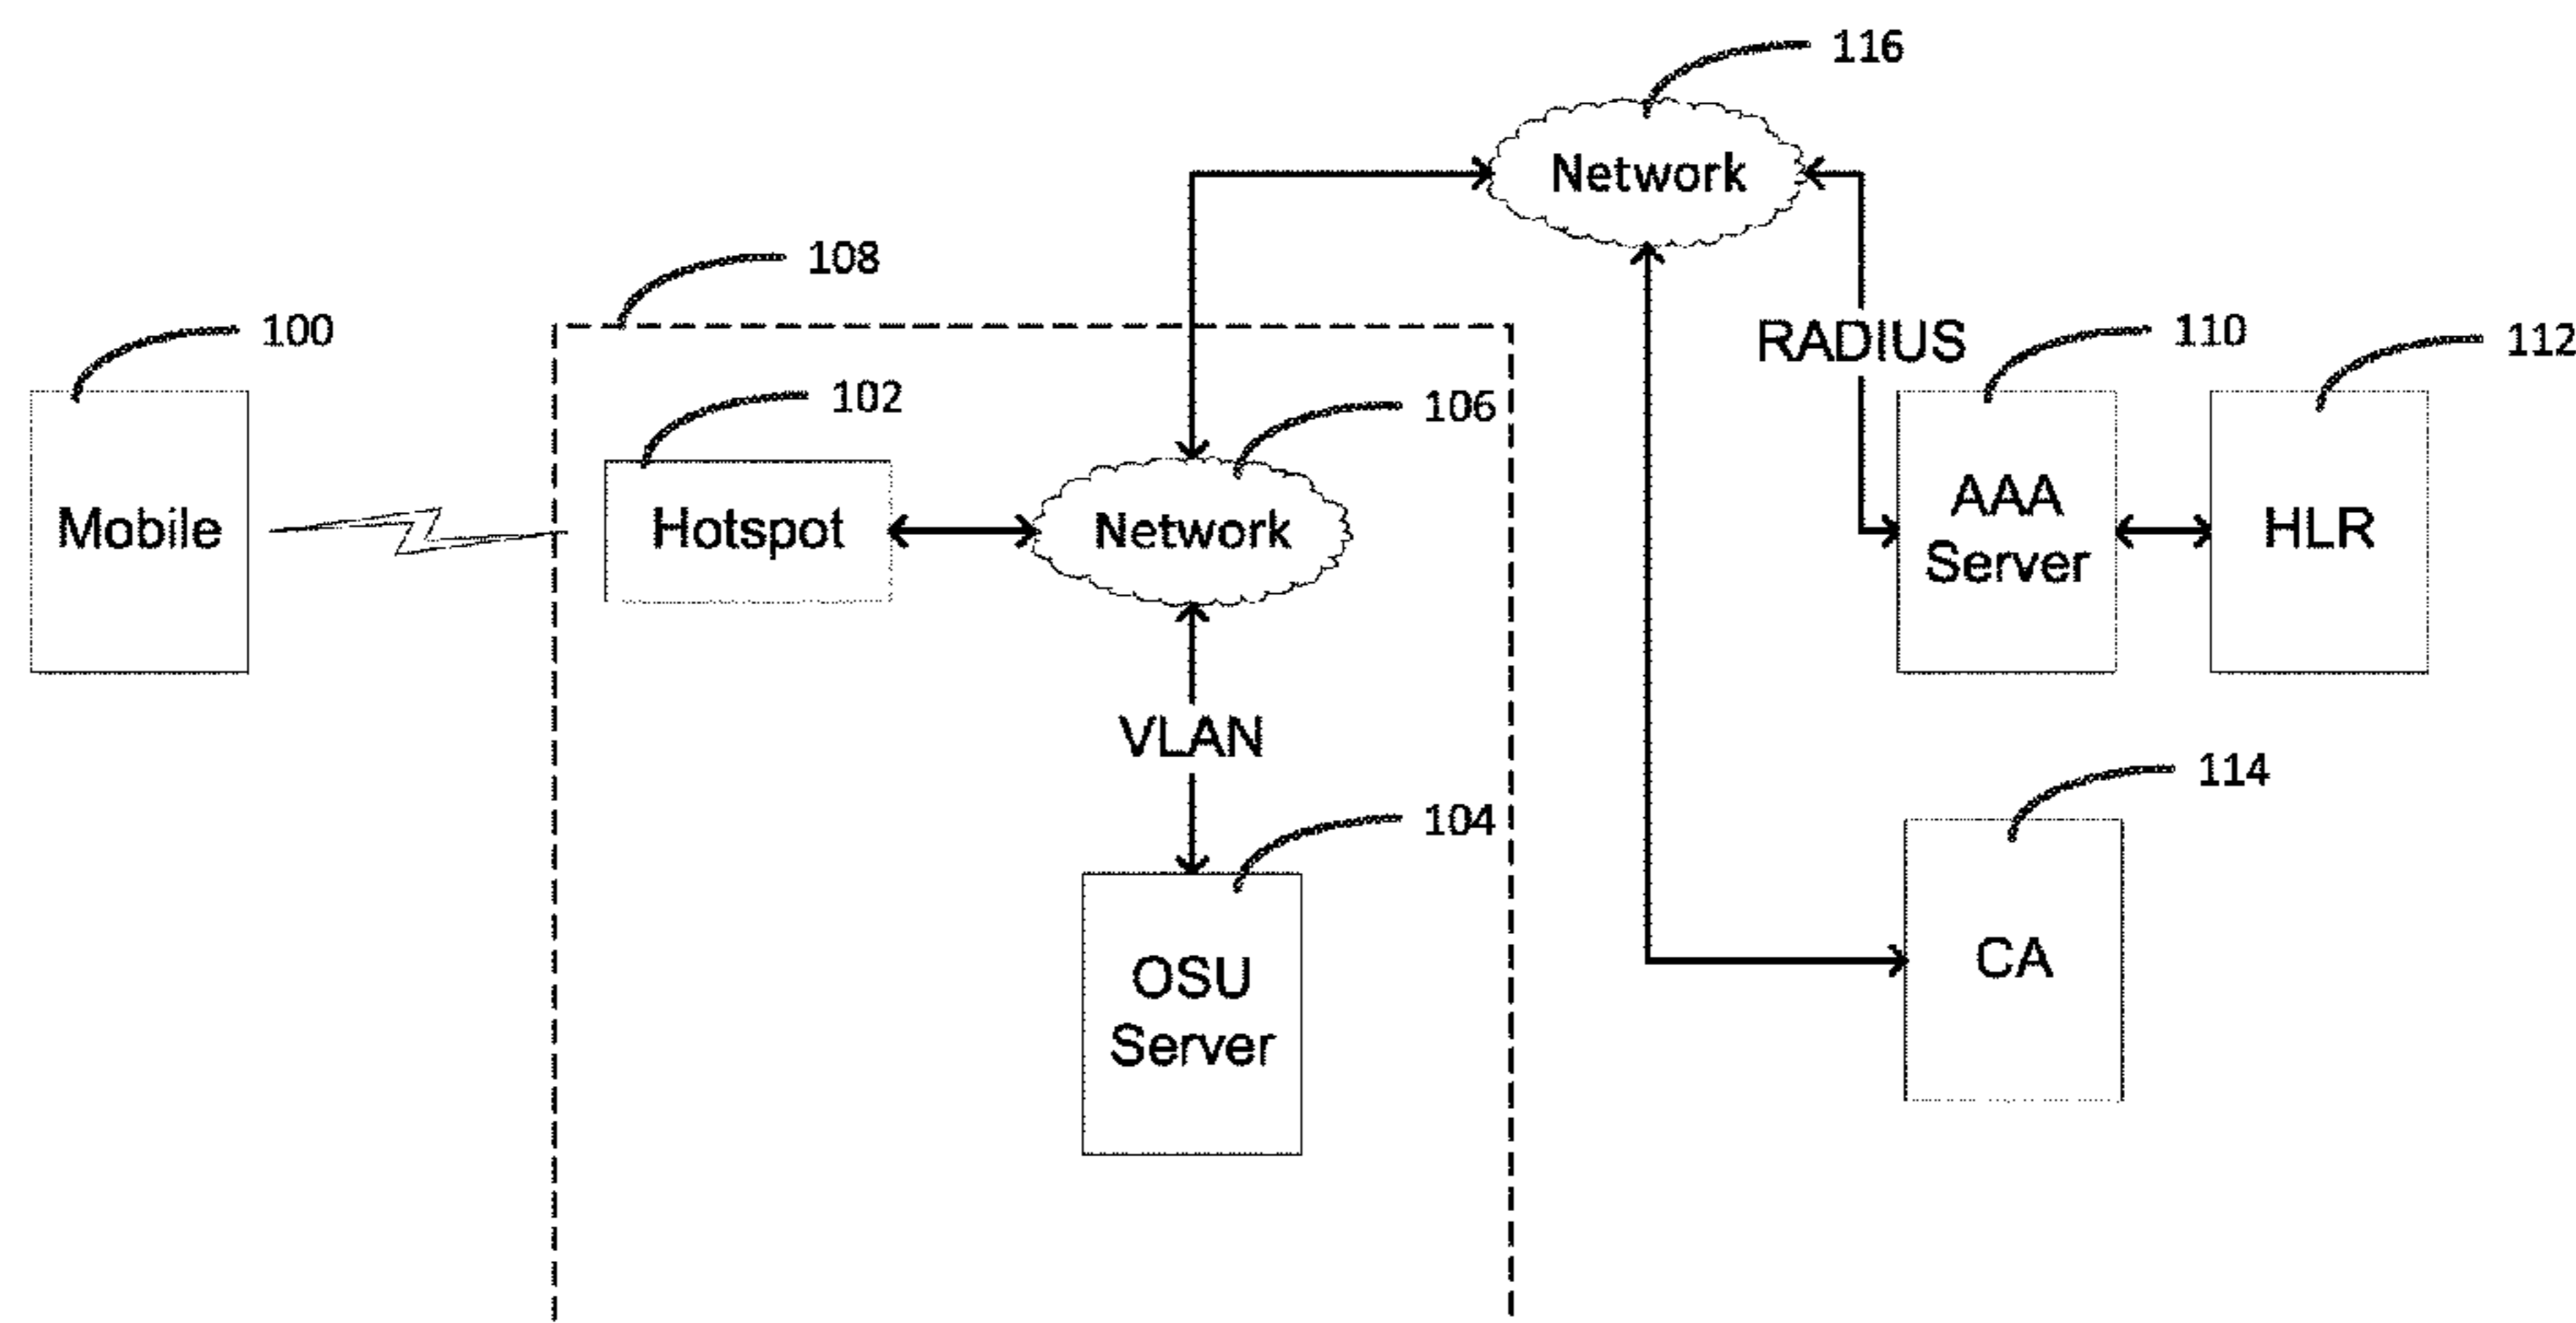 116
Network
108
100
RADIUS
110
112
102
106
Mobile
Hotspot
Network
AAA
Server
HLR
VLAN
114
104
OSU
Server
CA